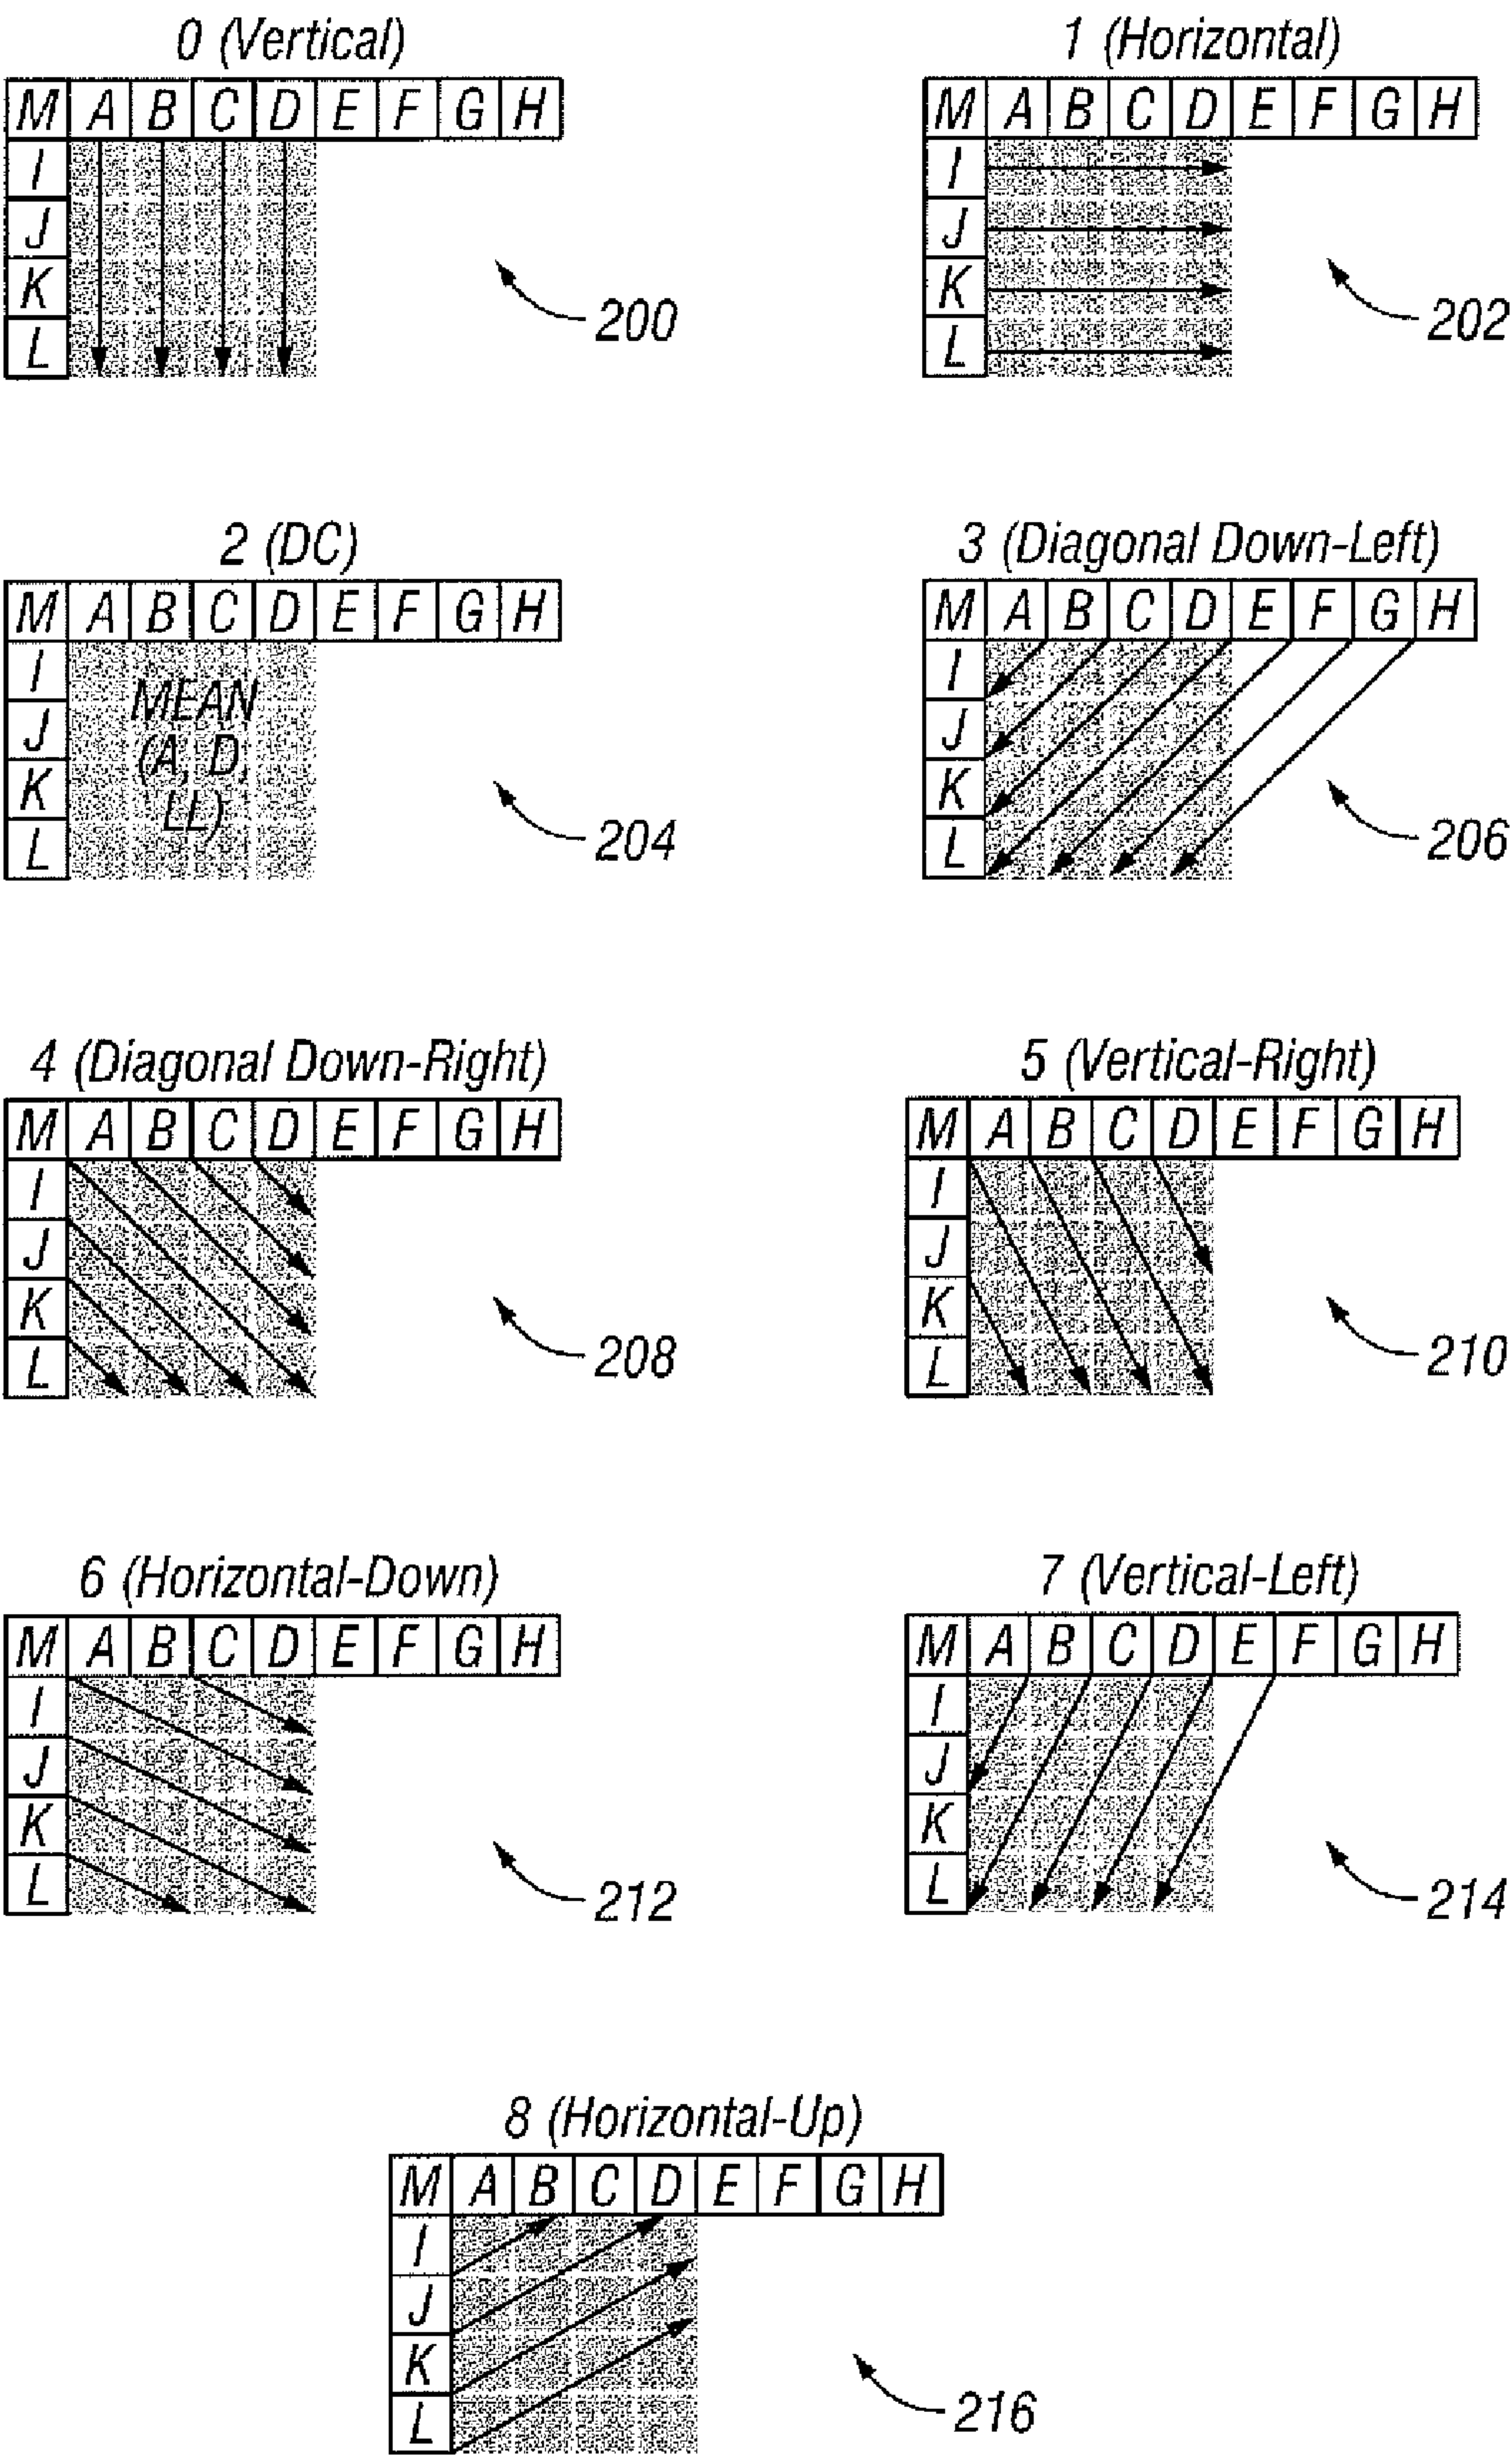 0 (Vertical)
M A B C D E F G H
I
J
K
L
200
1 (Horizontal)
M A B C D E F G H
I
J
K
L
202
2 (DC)
M A B C D E F G H
I
J
K
L
MEAN
(A, D,
LL)
204
3 (Diagonal Down-Left)
M A B C D E F G H
I
J
K
L
206
4 (Diagonal Down-Right)
M A B C D E F G H
I
J
K
L
208
5 (Vertical-Right)
M A B C D E F G H
I
J
K
L
210
6 (Horizontal-Down)
M A B C D E F G H
I
J
K
L
212
7 (Vertical-Left)
M A B C D E F G H
I
J
K
L
214
8 (Horizontal-Up)
M A B C D E F G H
I
J
K
L
216